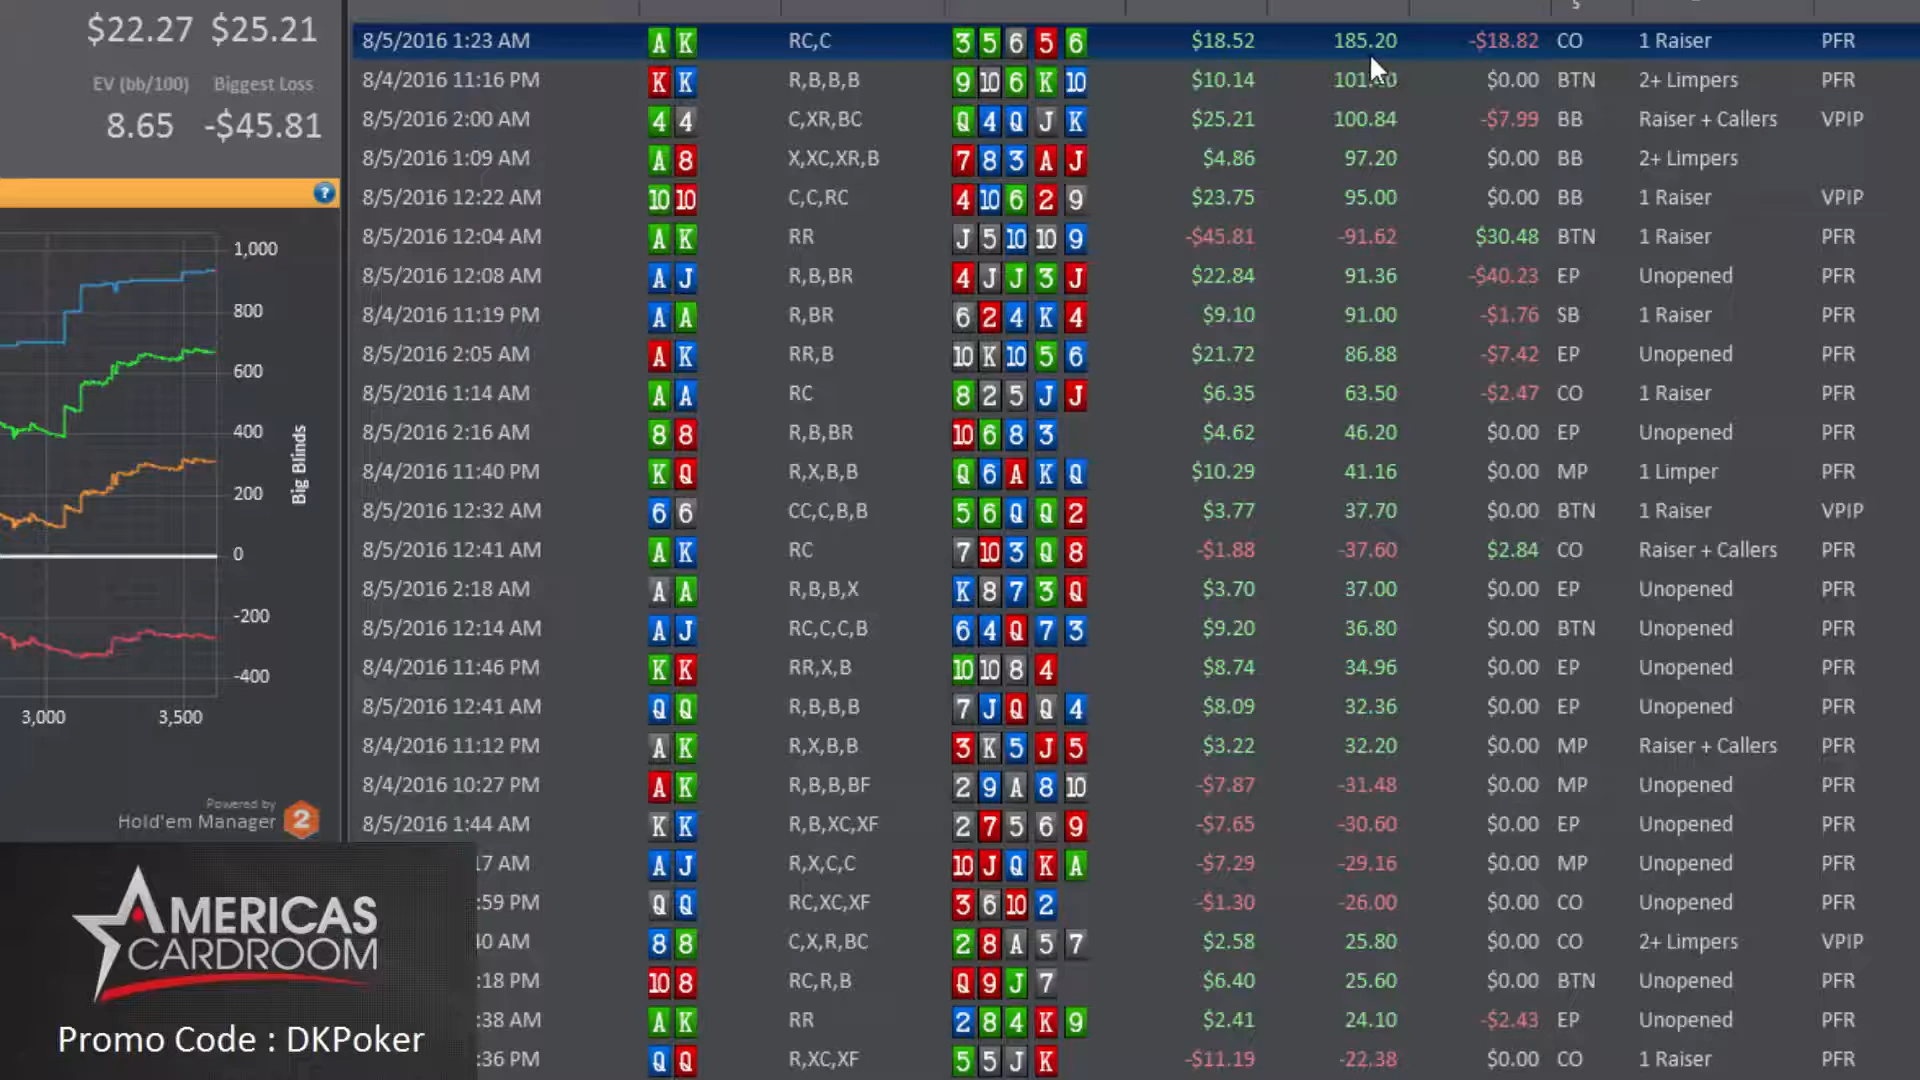 $22.27 $25.21
EV (bb/100) Biggest Loss
8.65 -$45.81
?
1,000
800
600
400
200
0
-200
-400
Big Blinds
3,000 3,500
Powered by
Hold'em Manager 2
AMERICAS
CARDROOM
Promo Code : DKPoker
8/5/2016 1:23 AM A K RC,C 3 5 6 5 6 $18.52 185.20 -$18.82 CO 1 Raiser PFR
8/4/2016 11:16 PM K K R,B,B,B 9 10 6 K 10 $10.14 $0.00 BTN 2+ Limpers PFR
8/5/2016 2:00 AM 4 4 C,XR,BC Q 4 Q J K $25.21 100.84 -$7.99 BB Raiser + Callers VPIP
8/5/2016 1:09 AM A 8 X,XC,XR,B 7 8 3 A J $4.86 97.20 $0.00 BB 2+ Limpers
8/5/2016 12:22 AM 10 10 C,C,RC 4 10 6 2 9 $23.75 95.00 $0.00 BB 1 Raiser VPIP
8/5/2016 12:04 AM A K RR J 5 10 10 9 -$45.81 -91.62 $30.48 BTN 1 Raiser PFR
8/5/2016 12:08 AM A J R,B,BR 4 J J 3 J $22.84 91.36 -$40.23 EP Unopened PFR
8/4/2016 11:19 PM A A R,BR 6 2 4 K 4 $9.10 91.00 -$1.76 SB 1 Raiser PFR
8/5/2016 2:05 AM A K RR,B 10 K 10 5 6 $21.72 86.88 -$7.42 EP Unopened PFR
8/5/2016 1:14 AM A A RC 8 2 5 J J $6.35 63.50 -$2.47 CO 1 Raiser PFR
8/5/2016 2:16 AM 8 8 R,B,BR 10 6 8 3 $4.62 46.20 $0.00 EP Unopened PFR
8/4/2016 11:40 PM K Q R,X,B,B Q 6 A K Q $10.29 41.16 $0.00 MP 1 Limper PFR
8/5/2016 12:32 AM 6 6 CC,C,B,B 5 6 Q Q 2 $3.77 37.70 $0.00 BTN 1 Raiser VPIP
8/5/2016 12:41 AM A K RC 7 10 3 Q 8 -$1.88 -37.60 $2.84 CO Raiser + Callers PFR
8/5/2016 2:18 AM A A R,B,B,X K 8 7 3 Q $3.70 37.00 $0.00 EP Unopened PFR
8/5/2016 12:14 AM A J RC,C,C,B 6 4 Q 7 3 $9.20 36.80 $0.00 BTN Unopened PFR
8/4/2016 11:46 PM K K RR,X,B 10 10 8 4 $8.74 34.96 $0.00 EP Unopened PFR
8/5/2016 12:41 AM Q Q R,B,B,B 7 J Q Q 4 $8.09 32.36 $0.00 EP Unopened PFR
8/4/2016 11:12 PM A K R,X,B,B 3 K 5 J 5 $3.22 32.20 $0.00 MP Raiser + Callers PFR
8/4/2016 10:27 PM A K R,B,B,BF 2 9 A 8 10 -$7.87 -31.48 $0.00 MP Unopened PFR
8/5/2016 1:44 AM K K R,B,XC,XF 2 7 5 6 9 -$7.65 -30.60 $0.00 EP Unopened PFR
17 AM A J R,X,C,C 10 J Q K A -$7.29 -29.16 $0.00 MP Unopened PFR
:59 PM Q Q RC,XC,XF 3 6 10 2 -$1.30 -26.00 $0.00 CO Unopened PFR
40 AM 8 8 C,X,R,BC 2 8 A 5 7 $2.58 25.80 $0.00 CO 2+ Limpers VPIP
:18 PM 10 8 RC,R,B Q 9 J 7 $6.40 25.60 $0.00 BTN Unopened PFR
:38 AM A K RR 2 8 4 K 9 $2.41 24.10 -$2.43 EP Unopened PFR
:36 PM Q Q R,XC,XF 5 5 J K -$11.19 -22.38 $0.00 CO 1 Raiser PFR